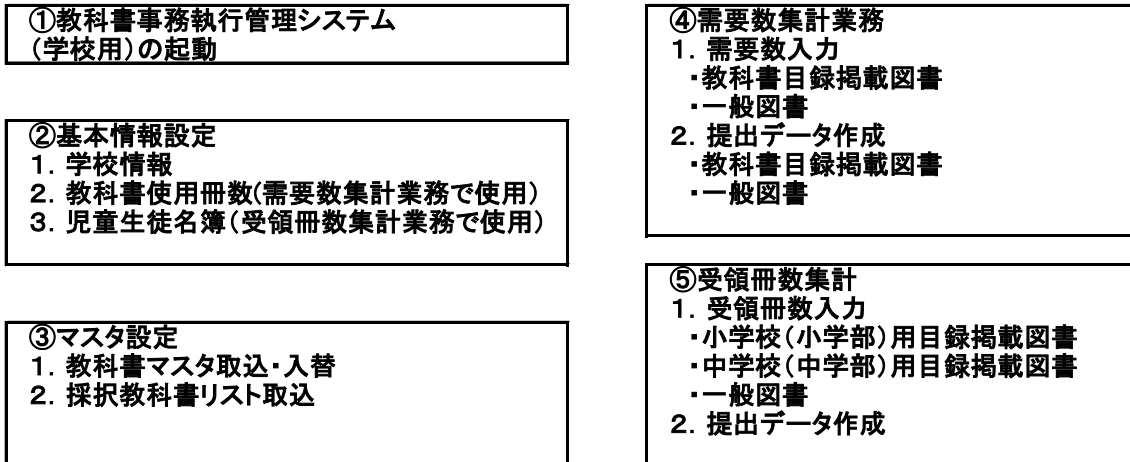 ①教科書事務執行管理システム
(学校用)の起動
②基本情報設定
1. 学校情報
2. 教科書使用冊数(需要数集計業務で使用)
3. 児童生徒名簿(受領冊数集計業務で使用)
③マスタ設定
1. 教科書マスタ取込・入替
2. 採択教科書リスト取込
④需要数集計業務
1. 需要数入力
・教科書目録掲載図書
・一般図書
2. 提出データ作成
・教科書目録掲載図書
・一般図書
⑤受領冊数集計
1. 受領冊数入力
・小学校(小学部)用目録掲載図書
・中学校(中学部)用目録掲載図書
・一般図書
2. 提出データ作成